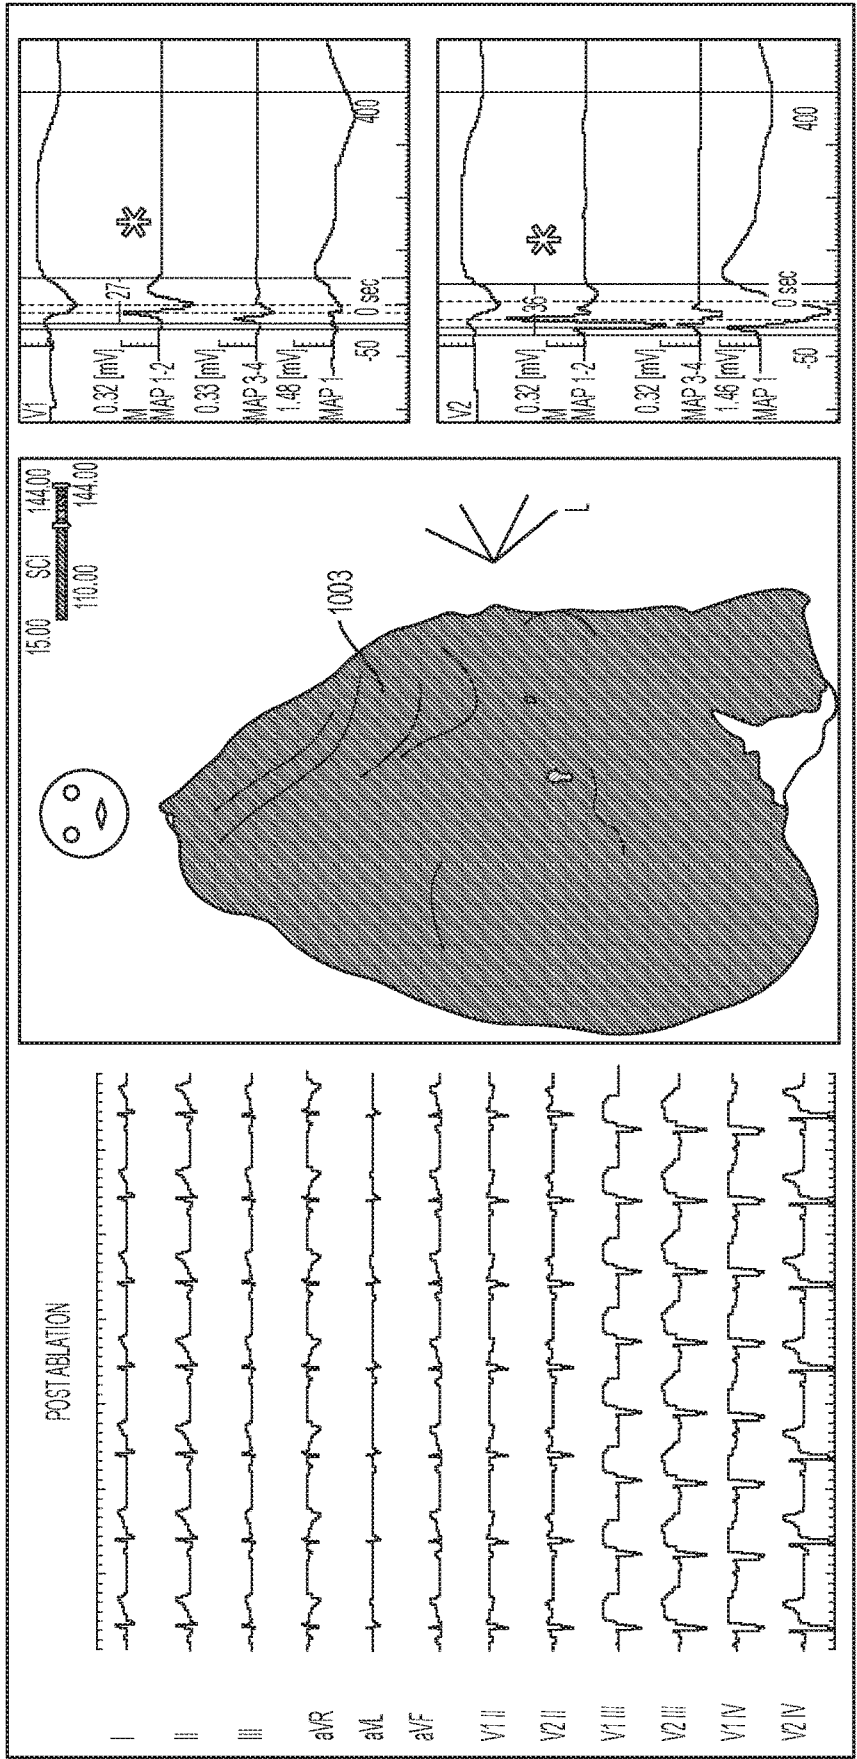 POST ABLATION
I
II
III
aVR
aVL
aVF
V1 II
V2 II
V1 III
V2 III
V1 IV
V2 IV
15.00 SCI 144.00
110.00 144.00
1003
L
V1
27
0.32 [mV]
M
MAP 1-2
0.33 [mV]
MAP 3-4
1.48 [mV]
MAP 1
-50 0 sec 400
V2
36
0.32 [mV]
M
MAP 1-2
0.32 [mV]
MAP 3-4
1.46 [mV]
MAP 1
-50 0 sec 400